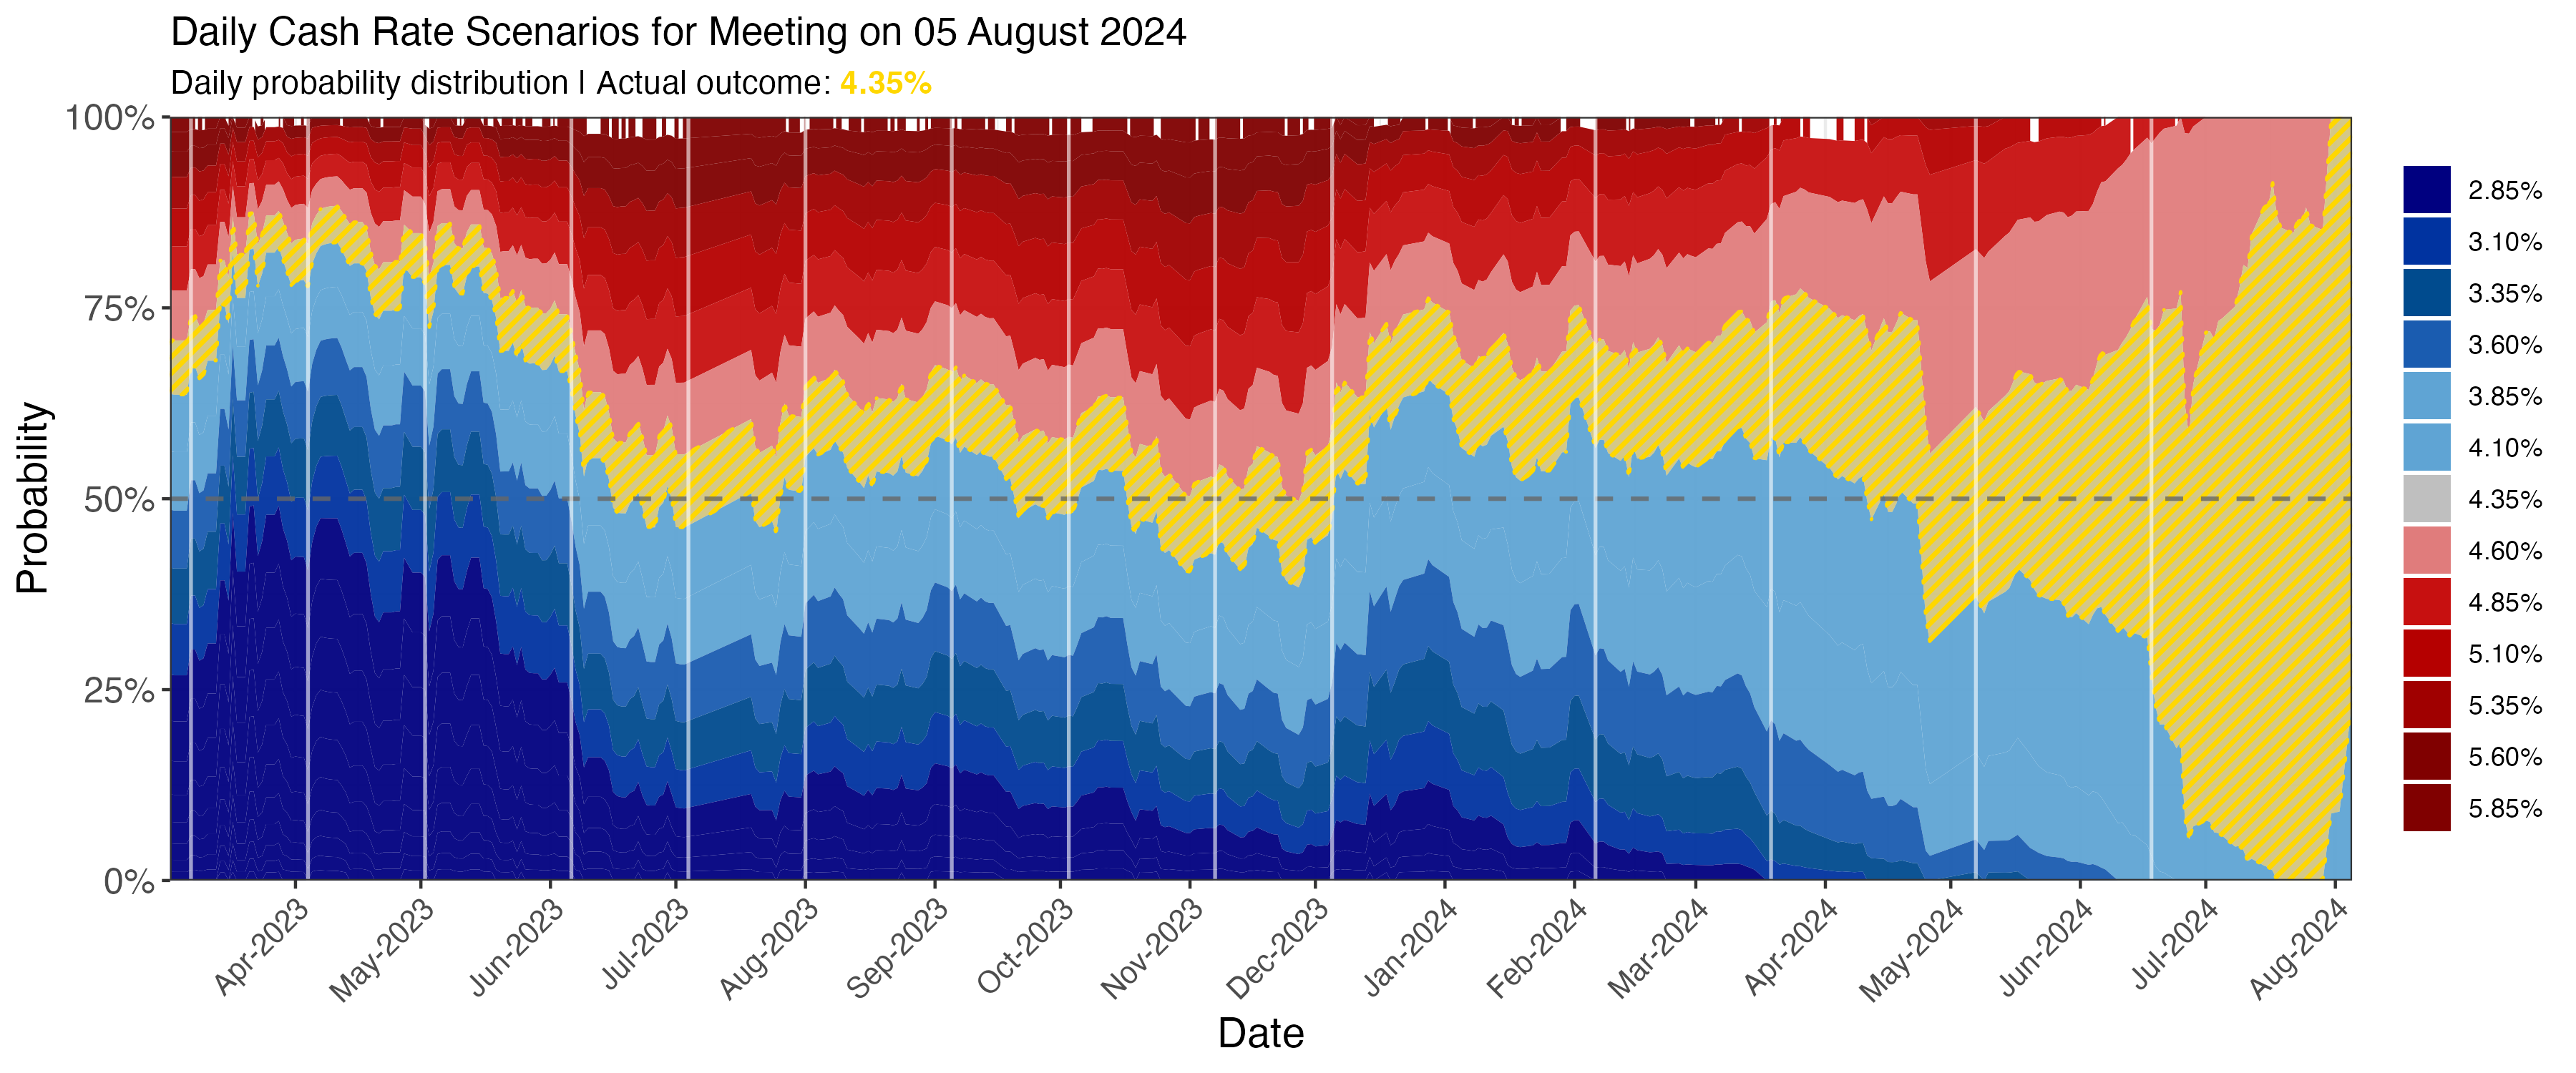 Daily Cash Rate Scenarios for Meeting on 05 August 2024
Daily probability distribution | Actual outcome: 4.35%
Probability
100%
75%
50%
25%
0%
Apr-2023
May-2023
Jun-2023
Jul-2023
Aug-2023
Sep-2023
Oct-2023
Nov-2023
Dec-2023
Jan-2024
Feb-2024
Mar-2024
Apr-2024
May-2024
Jun-2024
Jul-2024
Aug-2024
Date
2.85%
3.10%
3.35%
3.60%
3.85%
4.10%
4.35%
4.60%
4.85%
5.10%
5.35%
5.60%
5.85%